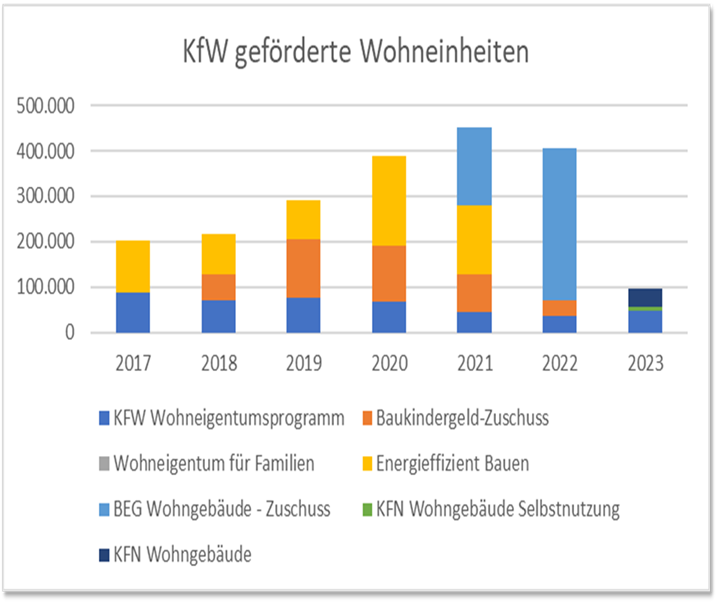 KfW geförderte Wohneinheiten
500.000
400.000
300.000
200.000
100.000
0
2017 2018 2019 2020 2021 2022 2023
KFW Wohneigentumsprogramm Baukindergeld-Zuschuss
Wohneigentum für Familien Energieffizient Bauen
BEG Wohngebäude - Zuschuss KFN Wohngebäude Selbstnutzung
KFN Wohngebäude